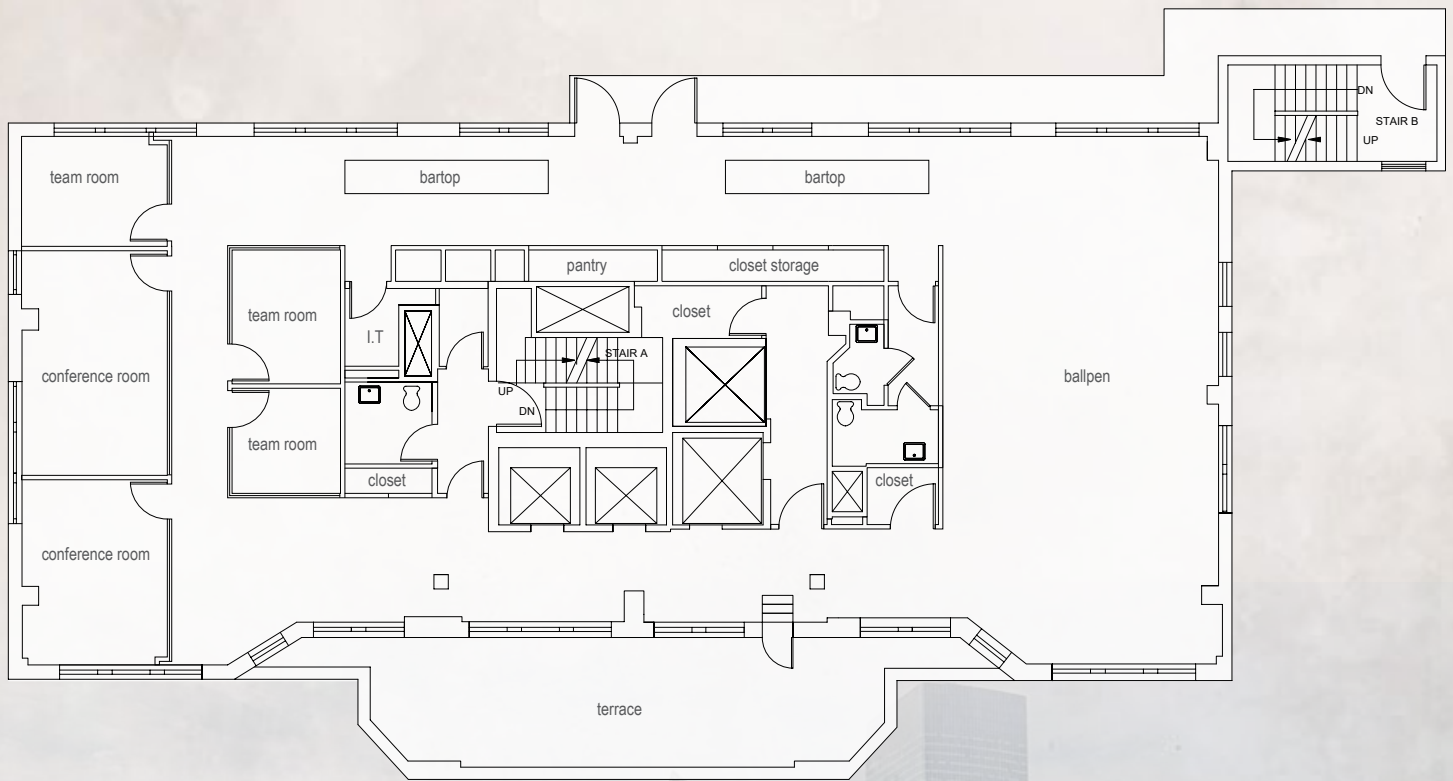 DN
STAIR B
UP
team room
bartop
bartop
pantry
closet storage
team room
closet
I.T
STAIR A
conference room
ballpen
UP
DN
team room
closet
closet
conference room
terrace